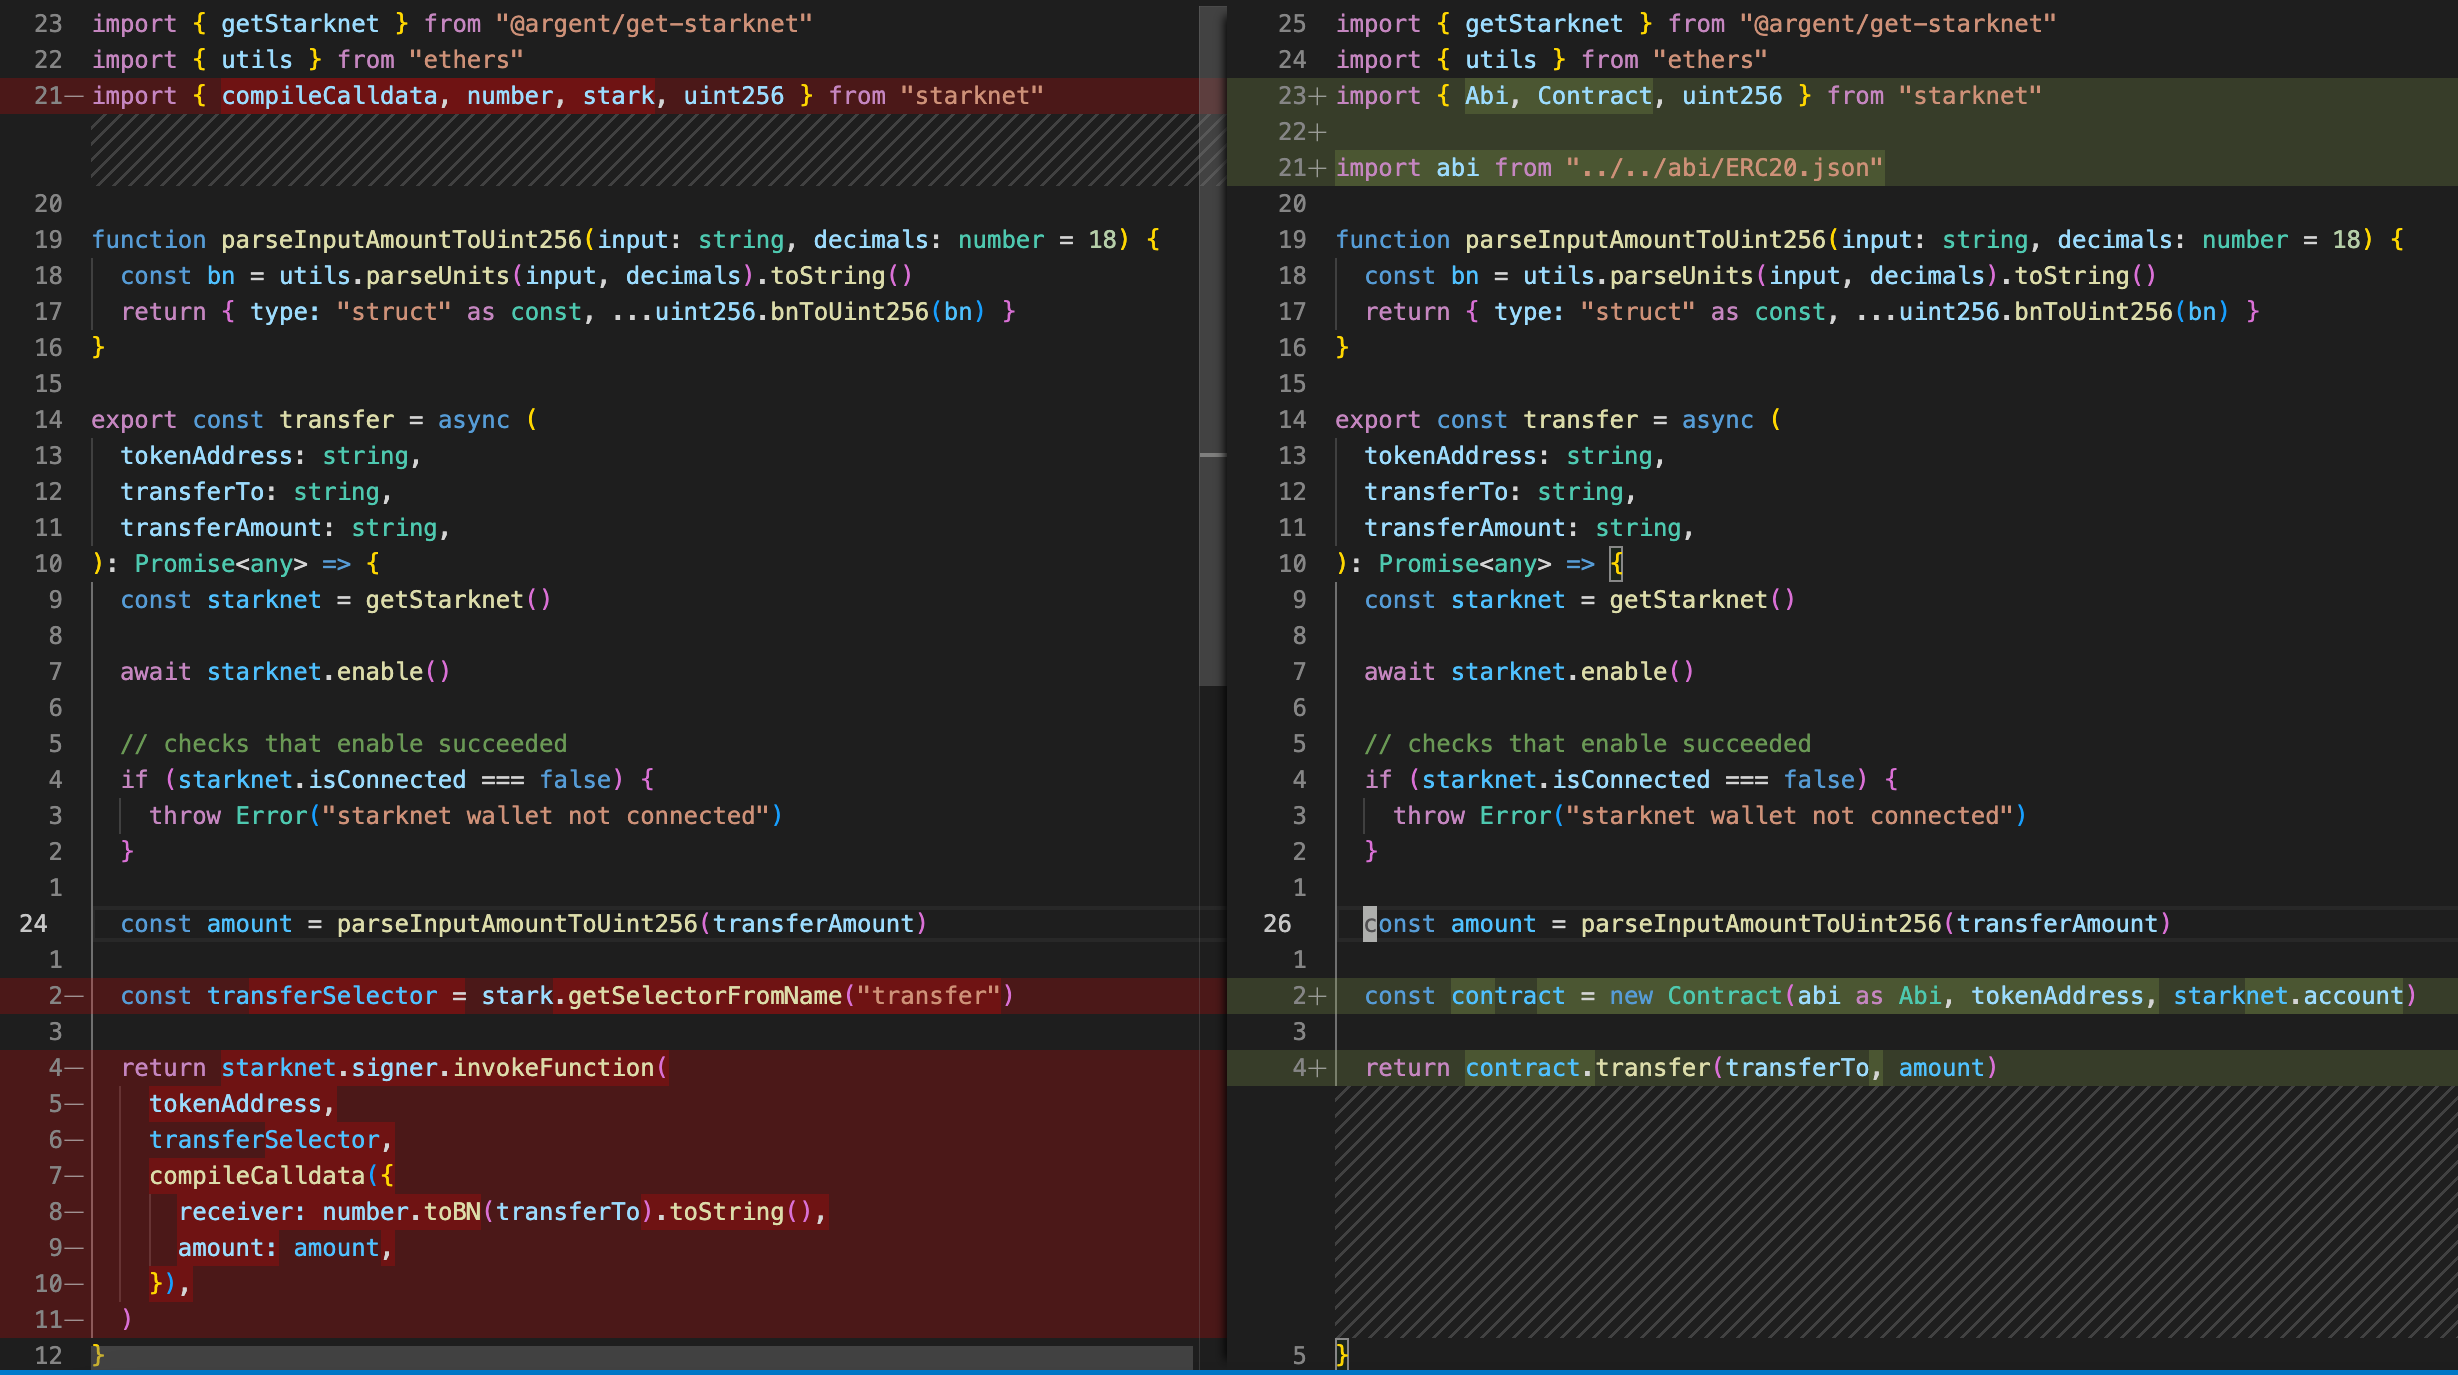 23 import { getStarknet } from "@argent/get-starknet"
22 import { utils } from "ethers"
21— import { compileCalldata, number, stark, uint256 } from "starknet"
20
19 function parseInputAmountToUint256(input: string, decimals: number = 18) {
18 const bn = utils.parseUnits(input, decimals).toString()
17 return { type: "struct" as const, ...uint256.bnToUint256(bn) }
16 }
15
14 export const transfer = async (
13 tokenAddress: string,
12 transferTo: string,
11 transferAmount: string,
10 ): Promise<any> => {
9 const starknet = getStarknet()
8
7 await starknet.enable()
6
5 // checks that enable succeeded
4 if (starknet.isConnected === false) {
3 throw Error("starknet wallet not connected")
2 }
1
24 const amount = parseInputAmountToUint256(transferAmount)
1
2— const transferSelector = stark.getSelectorFromName("transfer")
3
4— return starknet.signer.invokeFunction(
5— tokenAddress,
6— transferSelector,
7— compileCalldata({
8— receiver: number.toBN(transferTo).toString(),
9— amount: amount,
10— }),
11— )
12 }
25 import { getStarknet } from "@argent/get-starknet"
24 import { utils } from "ethers"
23+ import { Abi, Contract, uint256 } from "starknet"
22+
21+ import abi from "../../abi/ERC20.json"
20
19 function parseInputAmountToUint256(input: string, decimals: number = 18) {
18 const bn = utils.parseUnits(input, decimals).toString()
17 return { type: "struct" as const, ...uint256.bnToUint256(bn) }
16 }
15
14 export const transfer = async (
13 tokenAddress: string,
12 transferTo: string,
11 transferAmount: string,
10 ): Promise<any> => {
9 const starknet = getStarknet()
8
7 await starknet.enable()
6
5 // checks that enable succeeded
4 if (starknet.isConnected === false) {
3 throw Error("starknet wallet not connected")
2 }
1
26 const amount = parseInputAmountToUint256(transferAmount)
1
2+ const contract = new Contract(abi as Abi, tokenAddress, starknet.account)
3
4+ return contract.transfer(transferTo, amount)
5 }